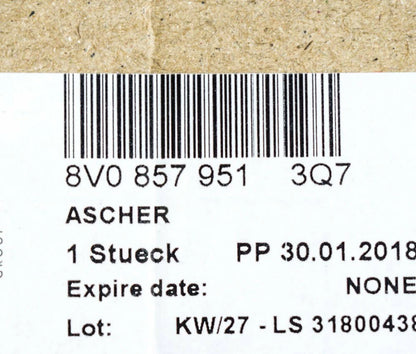 8V0 857 951 3Q7
ASCHER
1 Stueck PP 30.01.2018
Expire date: NONE
Lot: KW/27 - LS 31800438